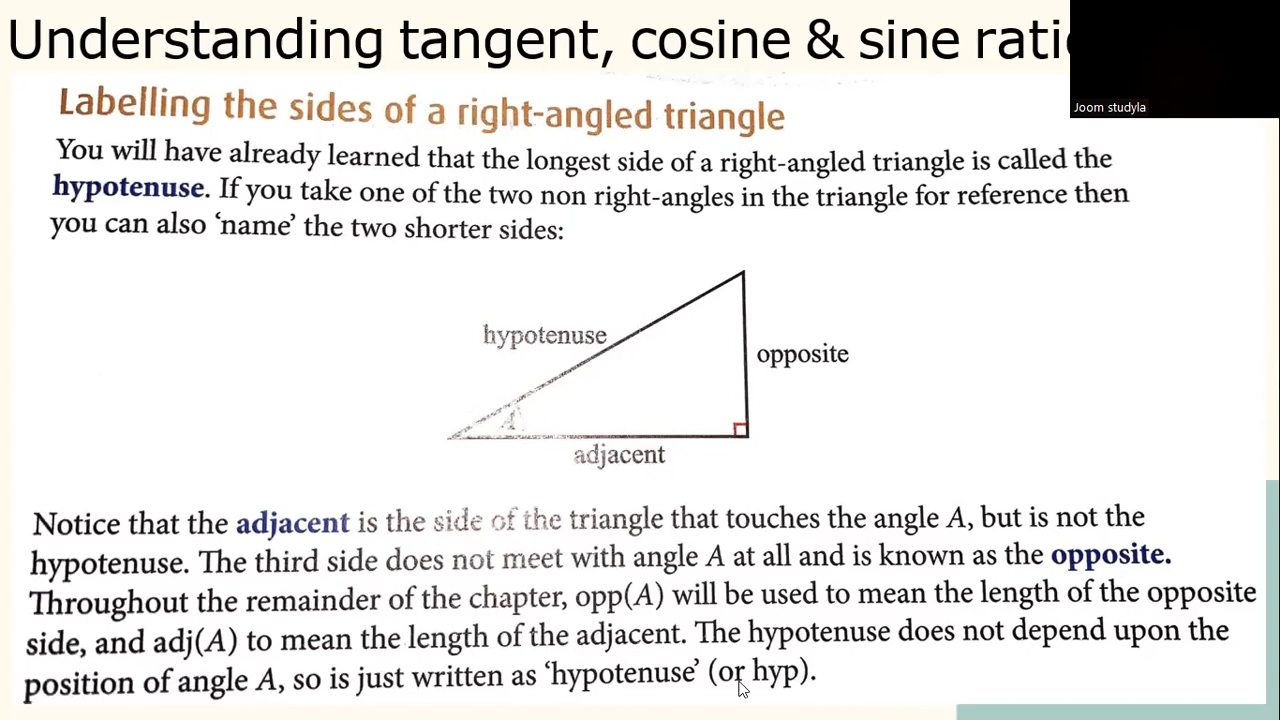 Understanding tangent, cosine & sine
Joom studyla
Labelling the sides of a right-angled triangle
You will have already learned that the longest side of a right-angled triangle is called the
hypotenuse. If you take one of the two non right-angles in the triangle for reference then
you can also ‘name’ the two shorter sides:
hypotenuse
opposite
A
adjacent
Notice that the adjacent is the side of the triangle that touches the angle A, but is not the
hypotenuse. The third side does not meet with angle A at all and is known as the opposite.
Throughout the remainder of the chapter, opp(A) will be used to mean the length of the opposite
side, and adj(A) to mean the length of the adjacent. The hypotenuse does not depend upon the
position of angle A, so is just written as ‘hypotenuse’ (or hyp).